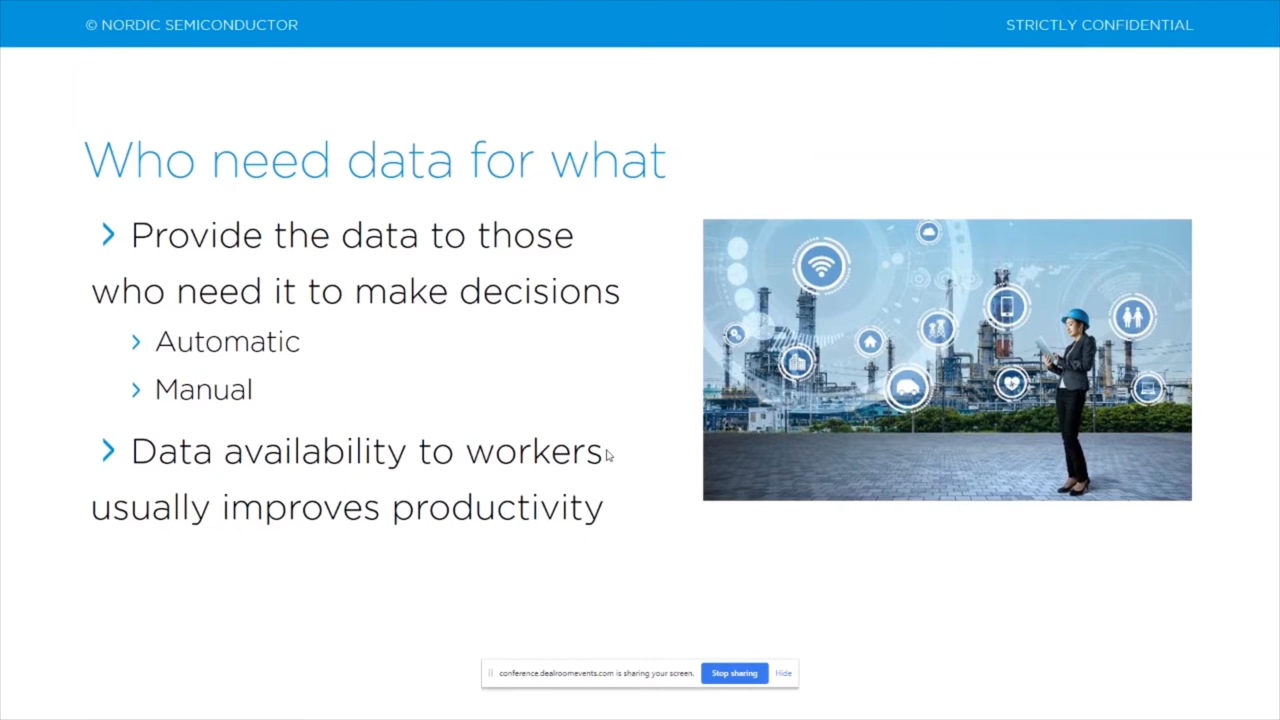 © NORDIC SEMICONDUCTOR
STRICTLY CONFIDENTIAL
Who need data for what
Provide the data to those
who need it to make decisions
Automatic
Manual
Data availability to workers
usually improves productivity
conference.dealroomevents.com is sharing your screen.
Stop sharing
Hide